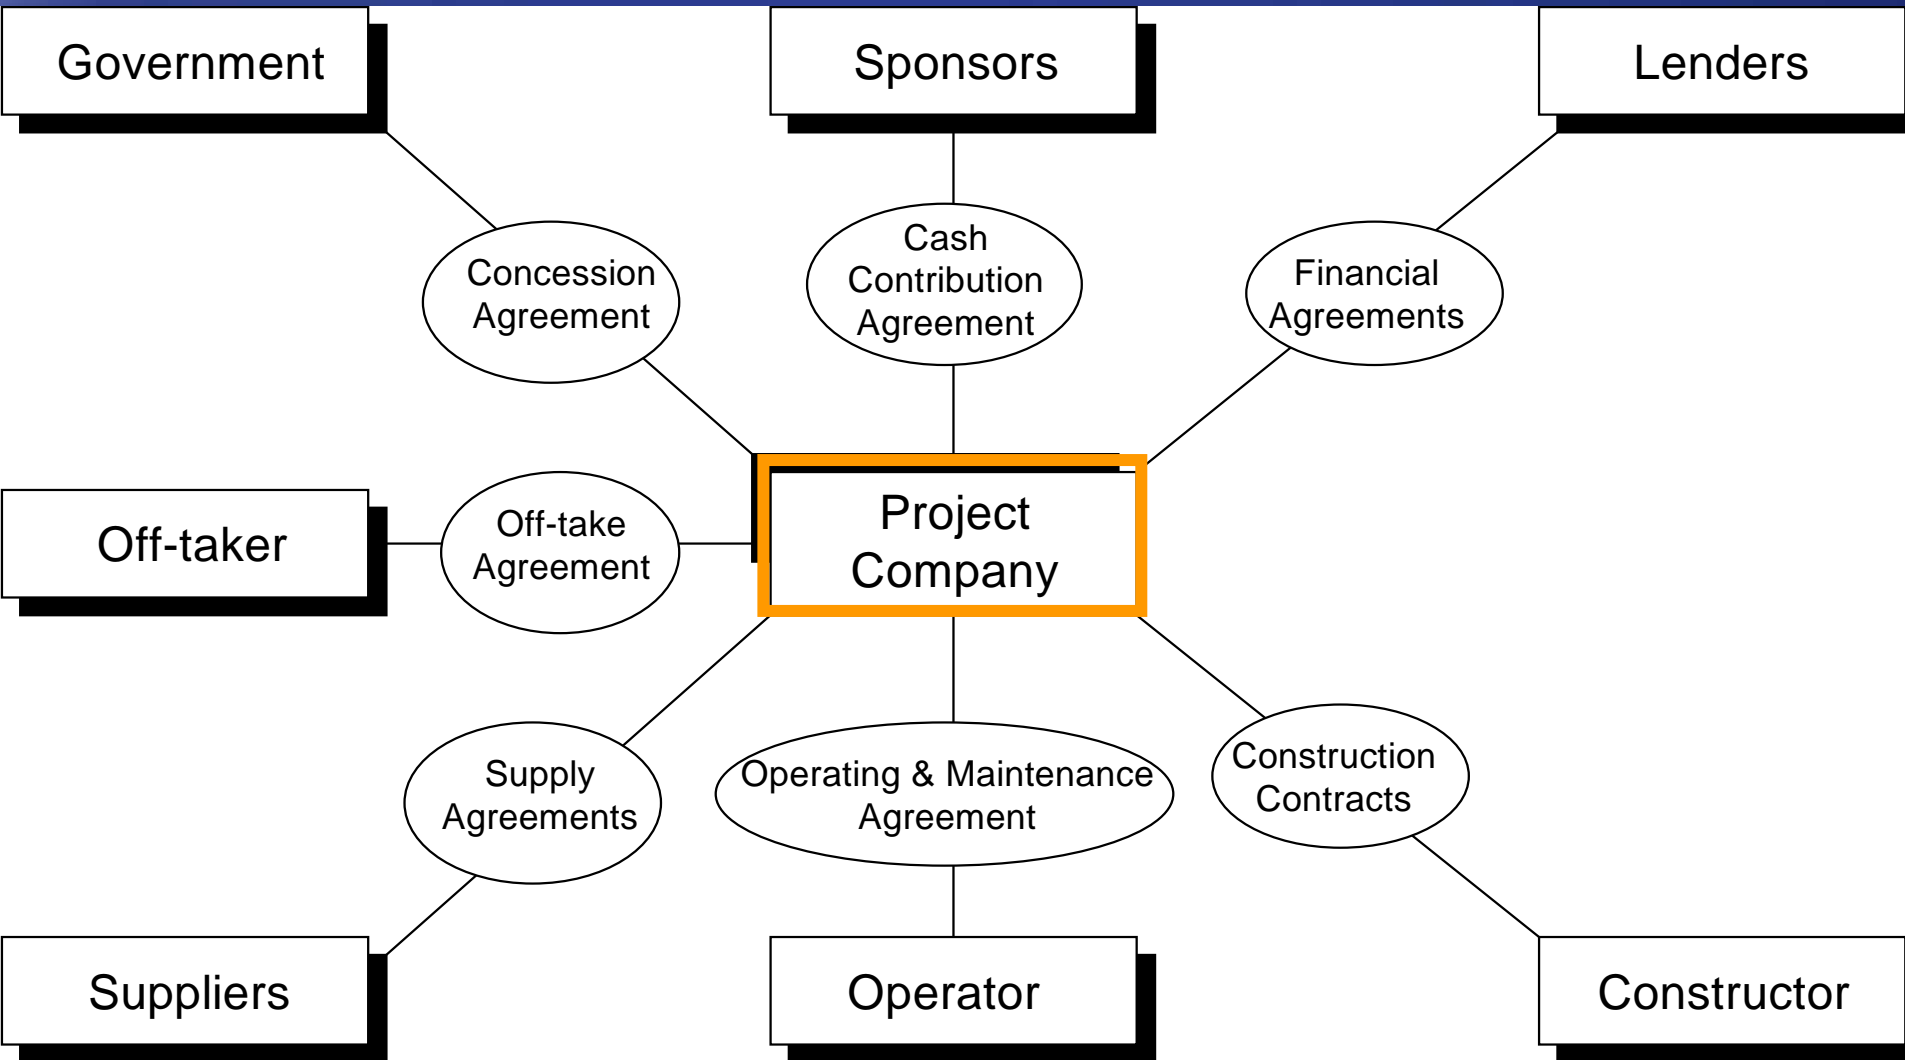 Government
Sponsors
Lenders
Concession
Agreement
Cash
Contribution
Agreement
Financial
Agreements
Off-taker
Off-take
Agreement
Project
Company
Supply
Agreements
Operating & Maintenance
Agreement
Construction
Contracts
Suppliers
Operator
Constructor